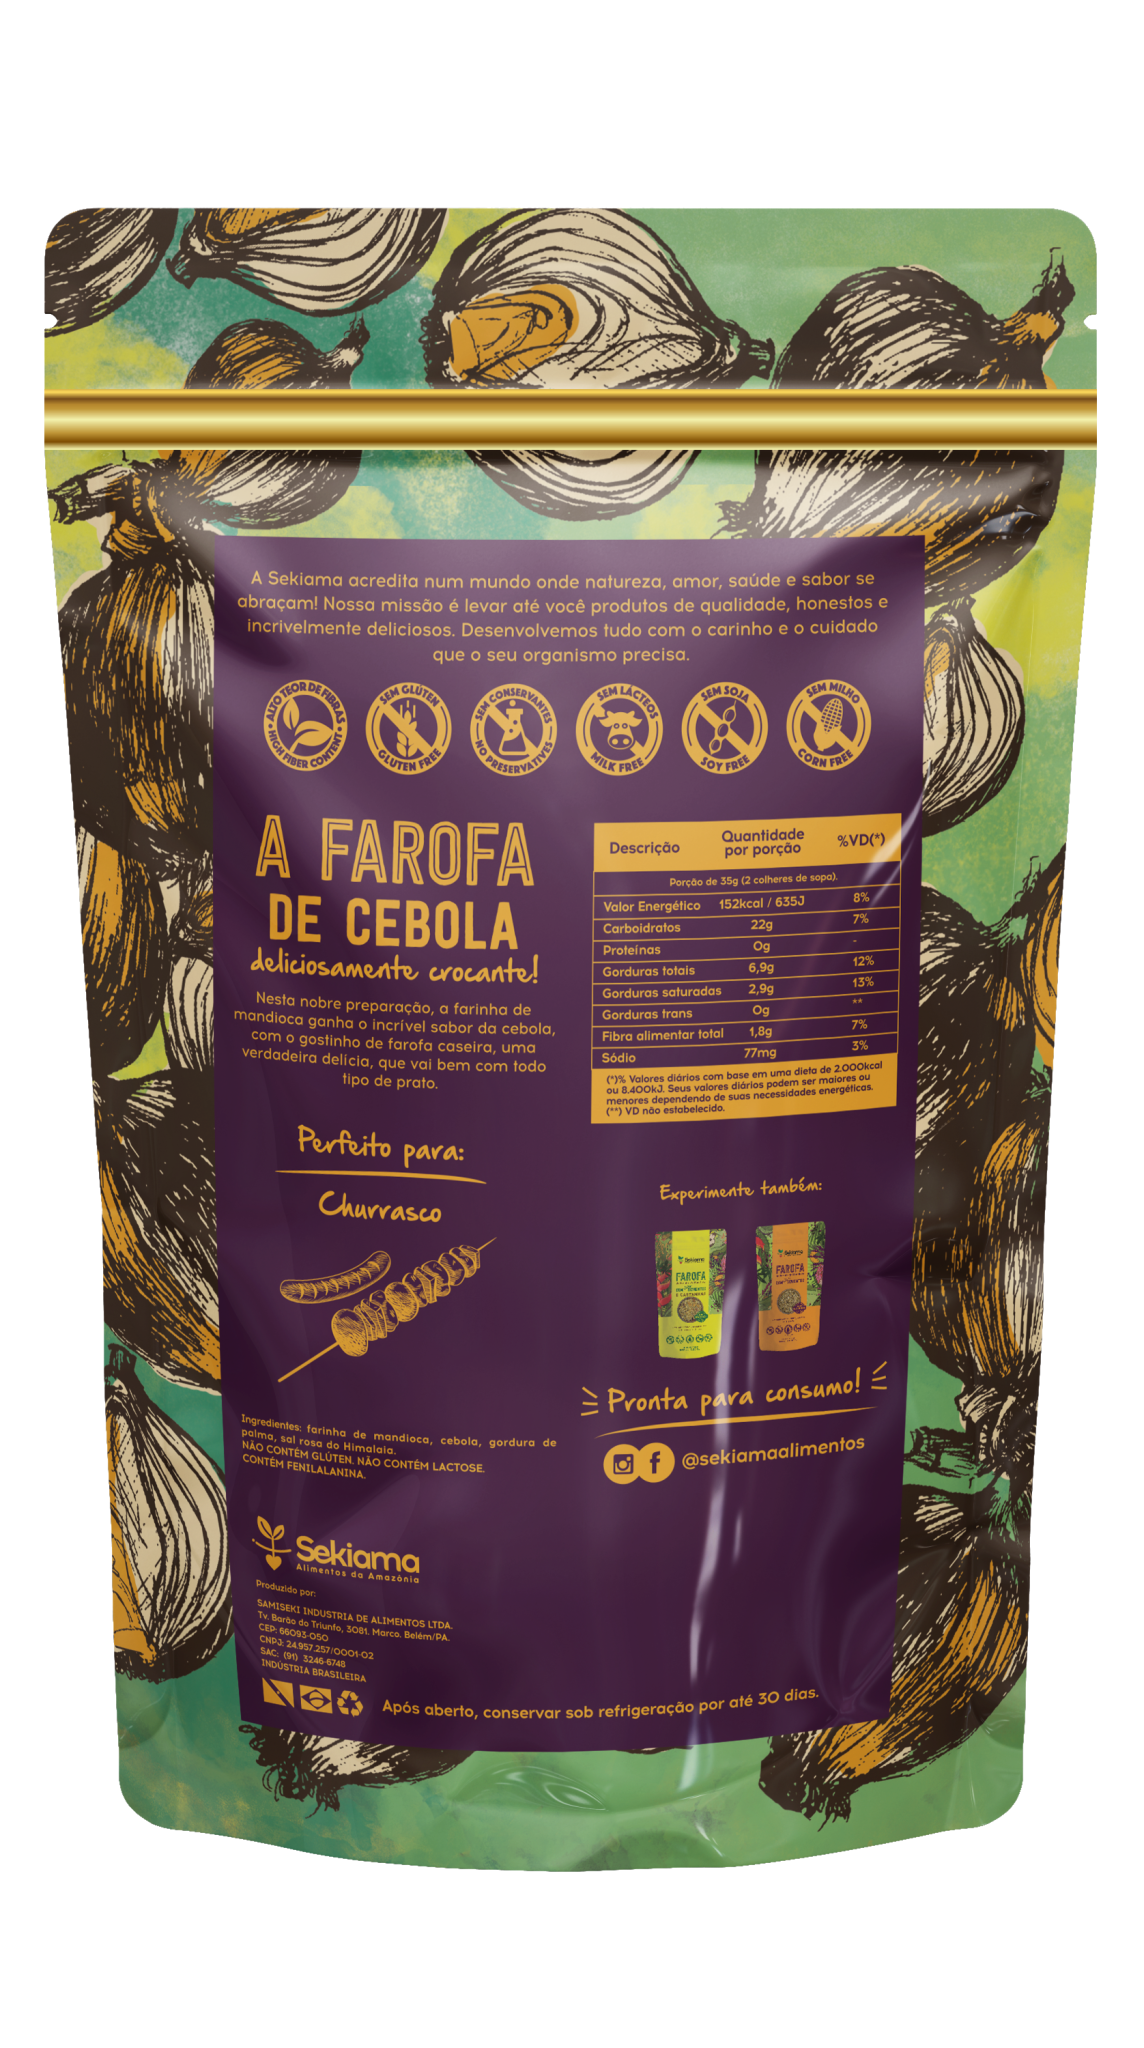 A Sekiama acredita num mundo onde natureza, amor, saúde e sabor se
abraçam! Nossa missão é levar até você produtos de qualidade, honestos e
incrivelmente deliciosos. Desenvolvemos tudo com o carinho e o cuidado
que o seu organismo precisa.
ALTO TEOR DE FIBRAS
HIGH FIBER CONTENT
SEM GLÚTEN
GLUTEN FREE
SEM CONSERVANTES
NO PRESERVATIVES
SEM LÁCTEOS
MILK FREE
SEM SOJA
SOY FREE
SEM MILHO
CORN FREE
A FAROFA
DE CEBOLA
deliciosamente crocante!
Nesta nobre preparação, a farinha de
mandioca ganha o incrível sabor da cebola,
com o gostinho de farofa caseira, uma
verdadeira delícia, que vai bem com todo
tipo de prato.
Perfeito para:
Churrasco
Descrição Quantidade por porção %VD(*)
Porção de 35g (2 colheres de sopa).
Valor Energético 152kcal / 635J 8%
Carboidratos 22g 7%
Proteínas 0g -
Gorduras totais 6,9g 12%
Gorduras saturadas 2,9g 13%
Gorduras trans 0g **
Fibra alimentar total 1,8g 7%
Sódio 77mg 3%
(*)% Valores diários com base em uma dieta de 2.000kcal
ou 8.400kJ. Seus valores diários podem ser maiores ou
menores dependendo de suas necessidades energéticas.
(**) VD não estabelecido.
Experimente também:
Sekiama
FAROFA
Sekiama
FAROFA
Pronta para consumo!
@sekiamaalimentos
Ingredientes: farinha de mandioca, cebola, gordura de
palma, sal rosa do Himalaia.
NÃO CONTÉM GLÚTEN. NÃO CONTÉM LACTOSE.
CONTÉM FENILALANINA.
Sekiama
Alimentos da Amazônia
Produzido por:
SAMISEKI INDUSTRIA DE ALIMENTOS LTDA.
Tv. Barão do Triunfo, 3081. Marco. Belém/PA.
CEP: 66093-050
CNPJ: 24.957.257/0001-02
SAC: (91) 3246-6748
INDÚSTRIA BRASILEIRA
Após aberto, conservar sob refrigeração por até 30 dias.